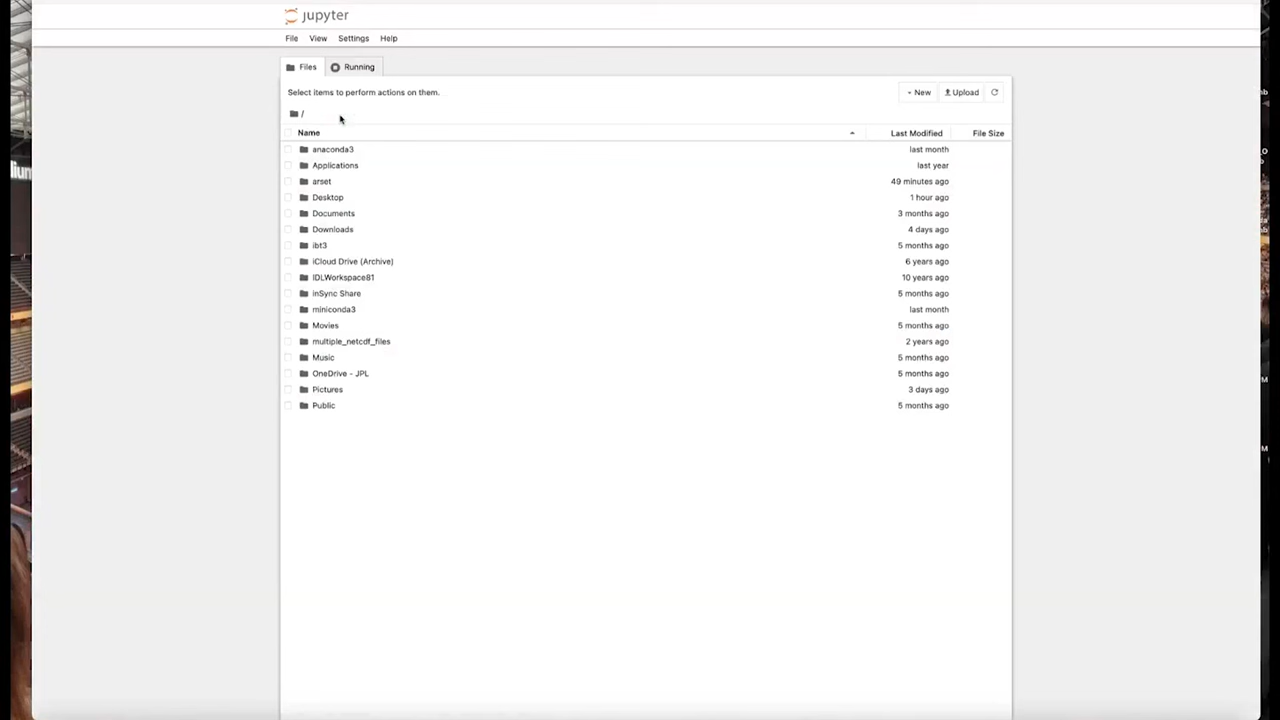 jupyter
File View Settings Help
Files Running
Select items to perform actions on them.
New Upload
/
Name Last Modified File Size
anaconda3 last month
Applications last year
arset 49 minutes ago
Desktop 1 hour ago
Documents 3 months ago
Downloads 4 days ago
ibt3 5 months ago
iCloud Drive (Archive) 6 years ago
IDLWorkspace81 10 years ago
inSync Share 5 months ago
miniconda3 last month
Movies 5 months ago
multiple_netcdf_files 2 years ago
Music 5 months ago
OneDrive - JPL 5 months ago
Pictures 3 days ago
Public 5 months ago